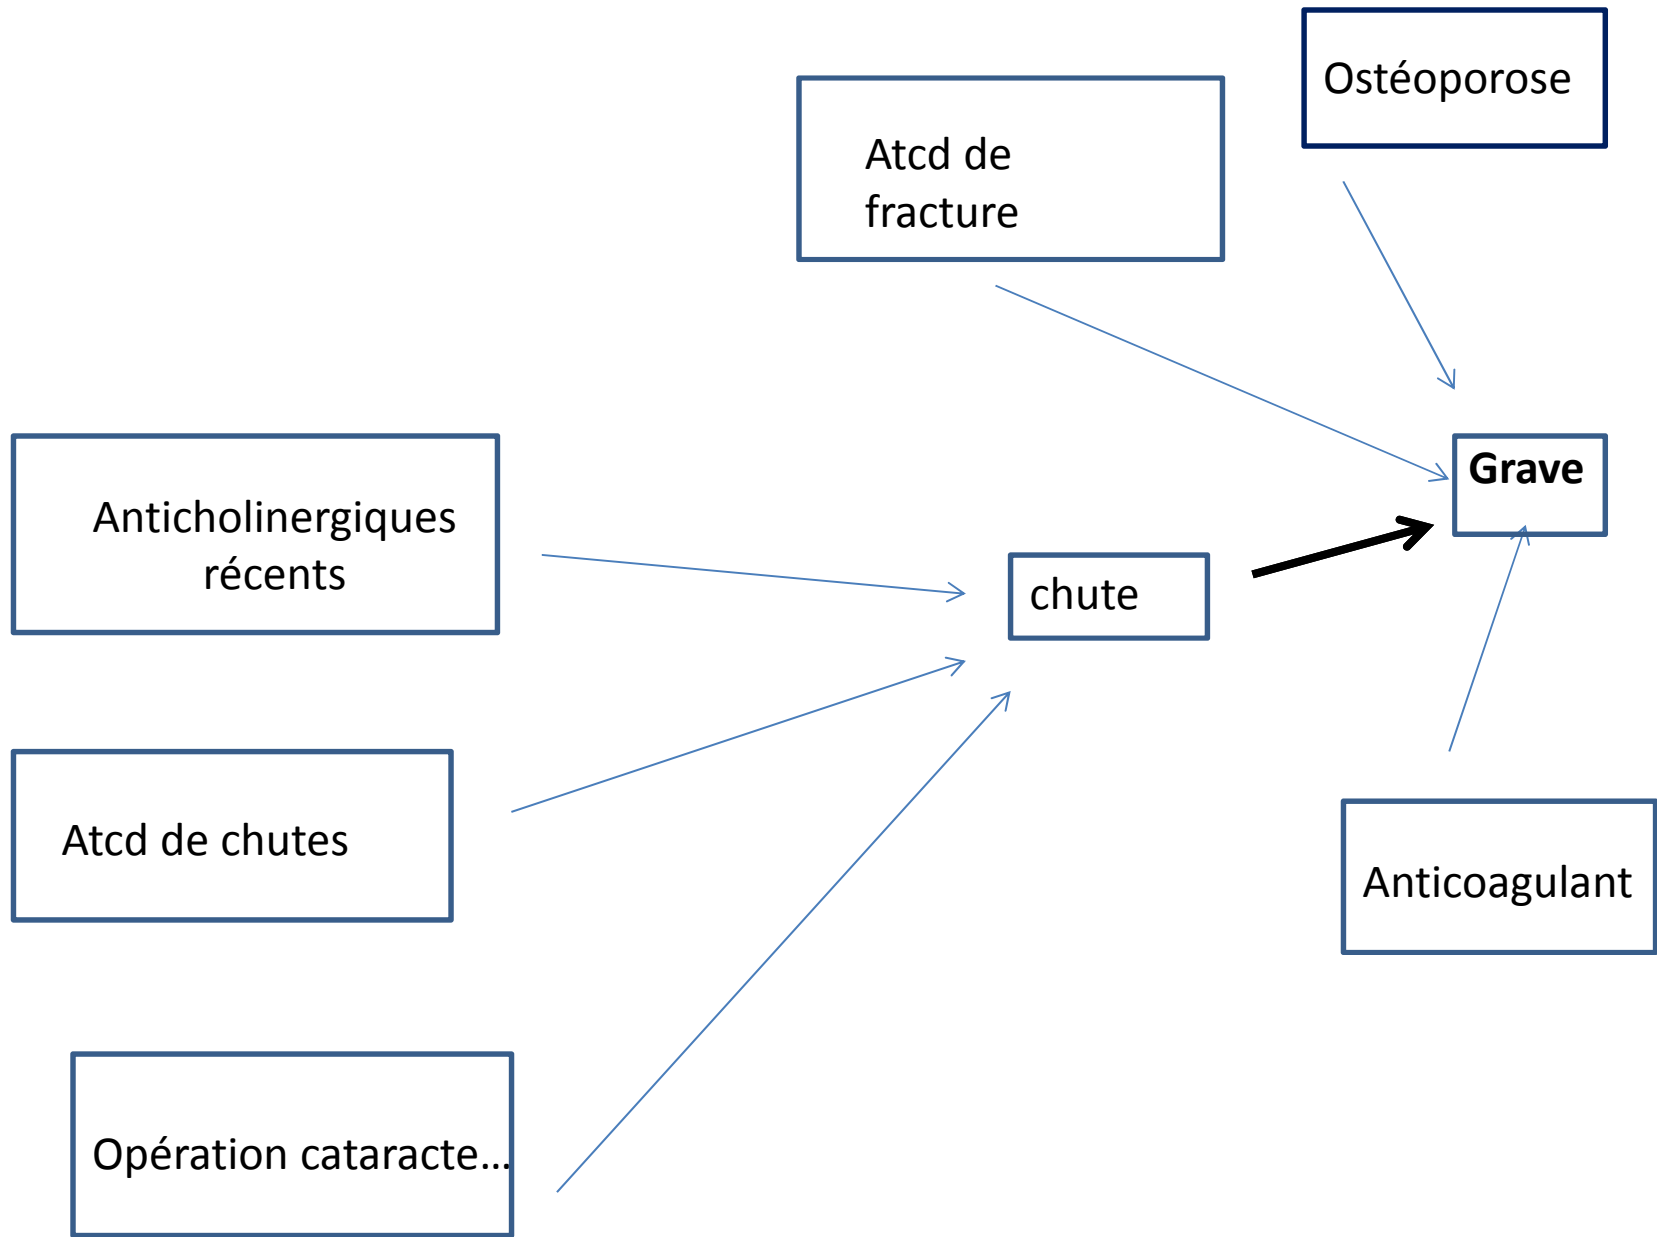 Ostéoporose
Atcd de
fracture
Grave
Anticholinergiques
récents
chute
Atcd de chutes
Anticoagulant
Opération cataracte…